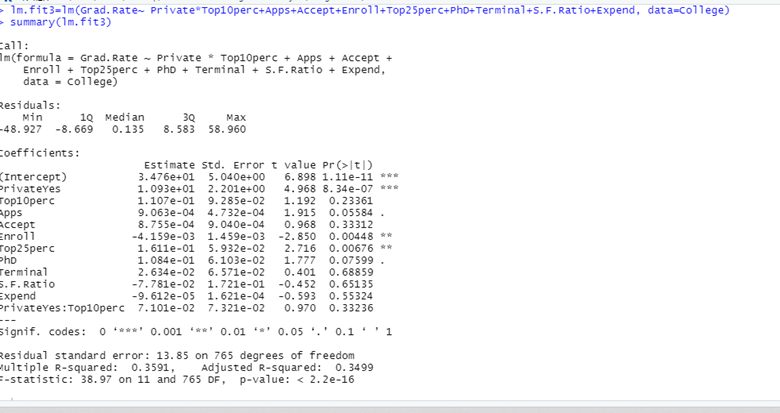 > lm.fit3=lm(Grad.Rate~ Private*Top10perc+Apps+Accept+Enroll+Top25perc+PhD+Terminal+S.F.Ratio+Expend, data=College)
> summary(lm.fit3)
Call:
lm(formula = Grad.Rate ~ Private * Top10perc + Apps + Accept +
Enroll + Top25perc + PhD + Terminal + S.F.Ratio + Expend,
data = College)
Residuals:
Min 1Q Median 3Q Max
-48.927 -8.669 0.135 8.583 58.960
Coefficients:
Estimate Std. Error t value Pr(>|t|)
(Intercept) 3.476e+01 5.040e+00 6.898 1.11e-11 ***
PrivateYes 1.093e+01 2.201e+00 4.968 8.34e-07 ***
Top10perc 1.107e-01 9.285e-02 1.192 0.23361
Apps 9.063e-04 4.732e-04 1.915 0.05584 .
Accept 8.755e-04 9.040e-04 0.968 0.33312
Enroll -4.159e-03 1.459e-03 -2.850 0.00448 **
Top25perc 1.611e-01 5.932e-02 2.716 0.00676 **
PhD 1.084e-01 6.103e-02 1.777 0.07599 .
Terminal 2.634e-02 6.571e-02 0.401 0.68859
S.F.Ratio -7.781e-02 1.721e-01 -0.452 0.65135
Expend -9.612e-05 1.621e-04 -0.593 0.55324
PrivateYes:Top10perc 7.101e-02 7.321e-02 0.970 0.33236
---
Signif. codes: 0 ‘***’ 0.001 ‘**’ 0.01 ‘*’ 0.05 ‘.’ 0.1 ‘ ’ 1
Residual standard error: 13.85 on 765 degrees of freedom
Multiple R-squared: 0.3591, Adjusted R-squared: 0.3499
F-statistic: 38.97 on 11 and 765 DF, p-value: < 2.2e-16